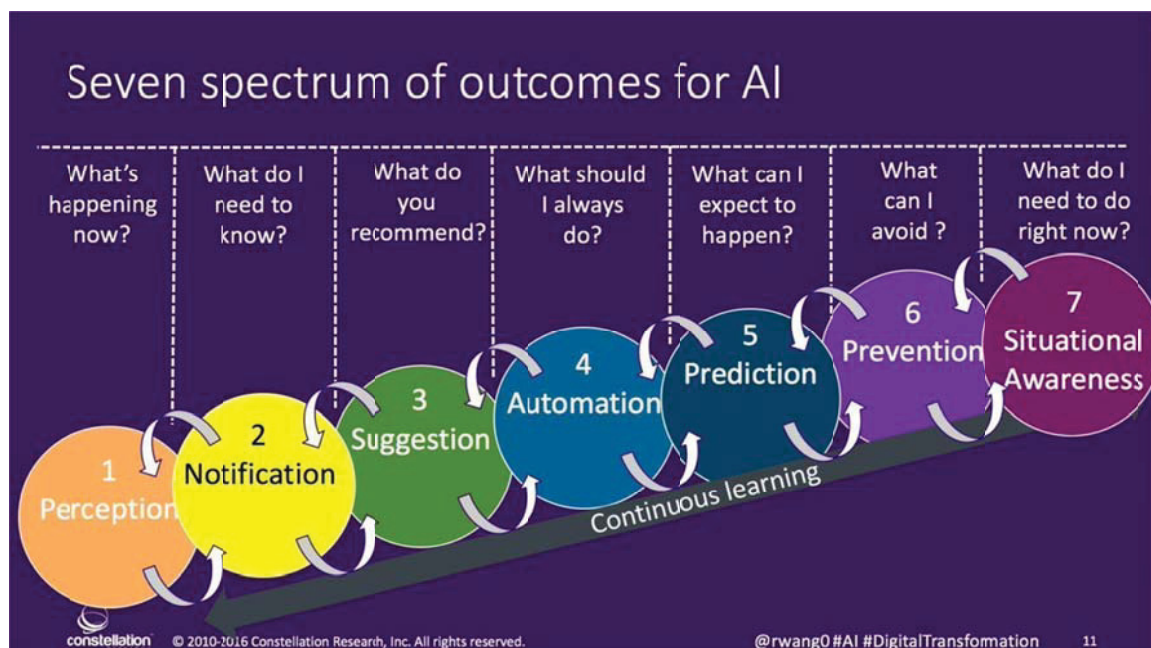 Seven spectrum of outcomes for AI
What's
happening
now?
What do I
need to
know?
What do
you
recommend?
What should
I always
do?
What can I
expect to
happen?
What
can I
avoid ?
What do I
need to do
right now?
1
Perception
2
Notification
3
Suggestion
4
Automation
5
Prediction
6
Prevention
7
Situational
Awareness
Continuous learning
constellation
© 2010-2016 Constellation Research, Inc. All rights reserved.
@rwang0 #AI #DigitalTransfomation
11